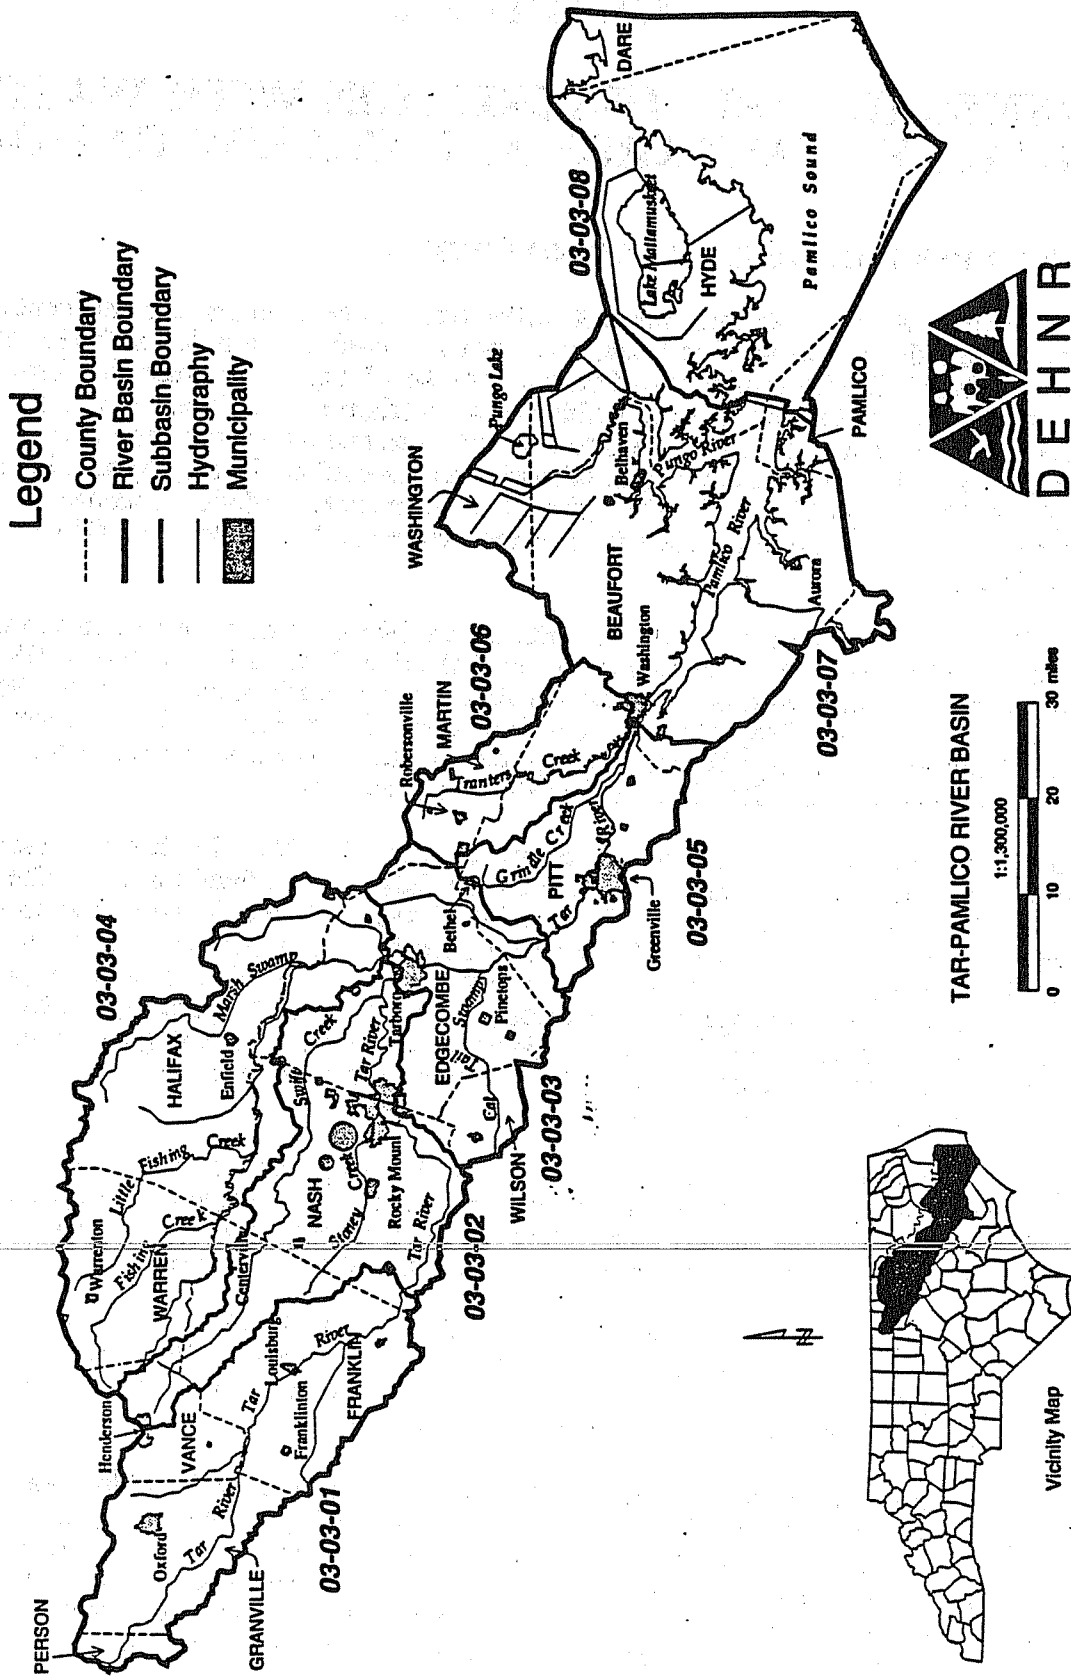 Legend
County Boundary
River Basin Boundary
Subbasin Boundary
Hydrography
Municipality
PERSON
Oxford
Tar
River
GRANVILLE
03-03-01
Henderson
VANCE
Tar
Louisburg
River
Franklinton
FRANKLIN
Warrenton
Little
Fishing
Creek
Fishing
Creek
WARREN
Centerville
03-03-04
HALIFAX
Enfield
Marsh Swamp
Swift
Creek
NASH
Stoney
Creek
Rocky Mount
Tar River
Tar River
Tarboro
03-03-02
WILSON
03-03-03
EDGECOMBE
Swamp
Pinetops
Bethel
Robersonville
MARTIN
03-03-06
Tranters
Creek
Grindle Creek
PITT
Tar
River
Greenville
03-03-05
WASHINGTON
Pungo Lake
BEAUFORT
Washington
Belhaven
Pungo River
Pamlico River
Aurora
03-03-07
PAMLICO
03-03-08
Lake Mattamuskeet
HYDE
DARE
Pamlico Sound
TAR-PAMLICO RIVER BASIN
1:1,300,000
0 10 20 30 miles
N
Vicinity Map
DEHNR